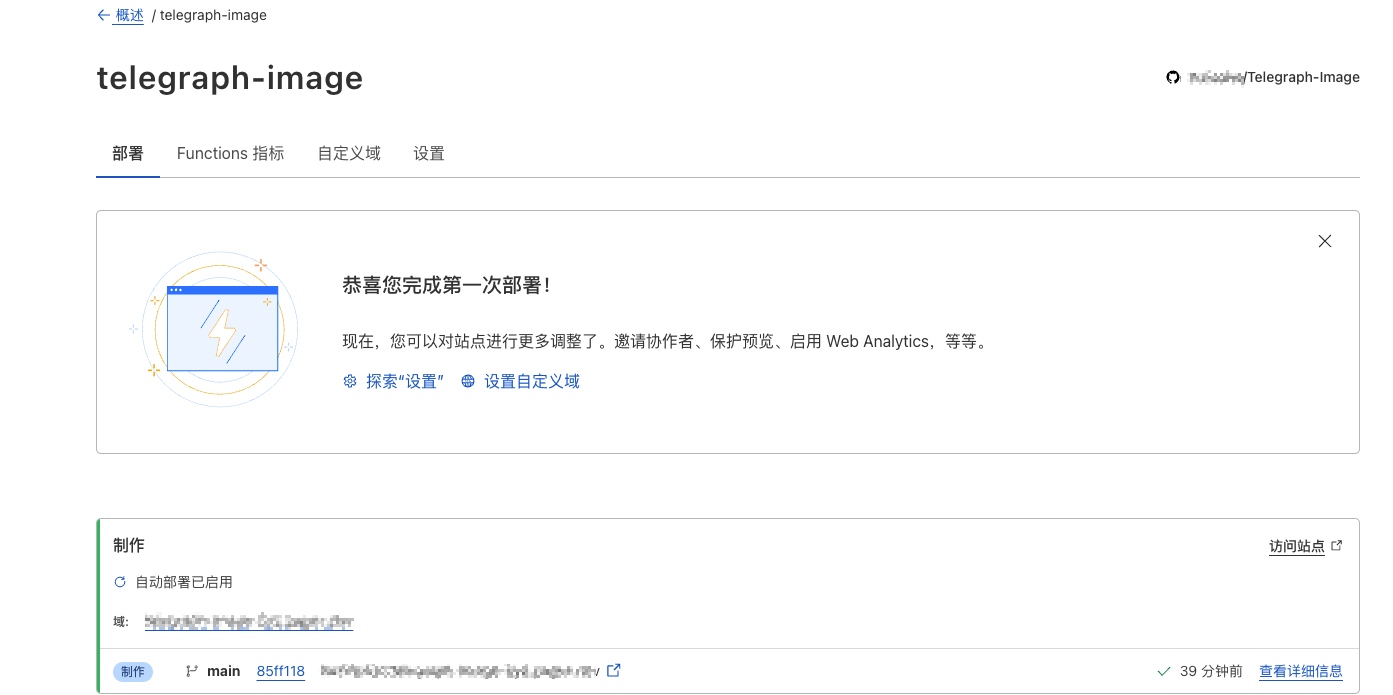 概述 / telegraph-image
telegraph-image
/Telegraph-Image
部署 Functions 指标 自定义域 设置
恭喜您完成第一次部署！
现在，您可以对站点进行更多调整了。邀请协作者、保护预览、启用 Web Analytics，等等。
探索“设置” 设置自定义域
制作 访问站点
自动部署已启用
域:
制作 main 85ff118 39 分钟前 查看详细信息